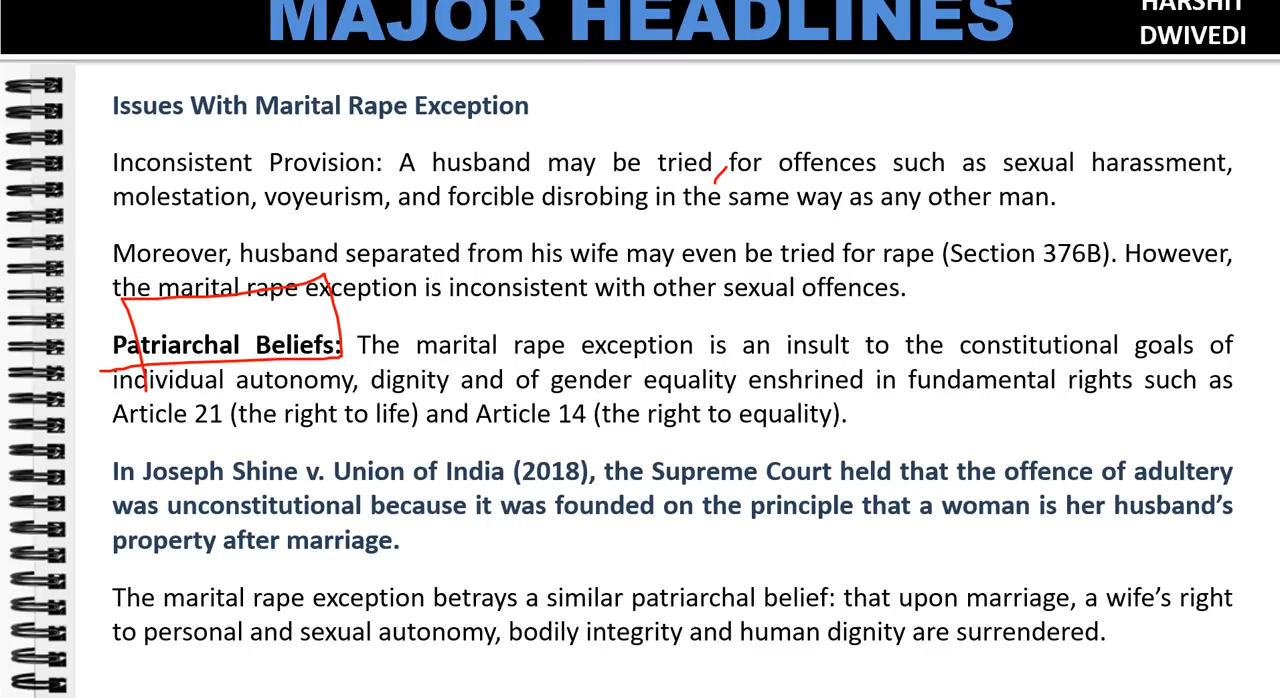 MAJOR HEADLINES
HARSHIT
DWIVEDI
Issues With Marital Rape Exception
Inconsistent Provision: A husband may be tried for offences such as sexual harassment,
molestation, voyeurism, and forcible disrobing in the same way as any other man.
Moreover, husband separated from his wife may even be tried for rape (Section 376B). However,
the marital rape exception is inconsistent with other sexual offences.
Patriarchal Beliefs: The marital rape exception is an insult to the constitutional goals of
individual autonomy, dignity and of gender equality enshrined in fundamental rights such as
Article 21 (the right to life) and Article 14 (the right to equality).
In Joseph Shine v. Union of India (2018), the Supreme Court held that the offence of adultery
was unconstitutional because it was founded on the principle that a woman is her husband’s
property after marriage.
The marital rape exception betrays a similar patriarchal belief: that upon marriage, a wife’s right
to personal and sexual autonomy, bodily integrity and human dignity are surrendered.